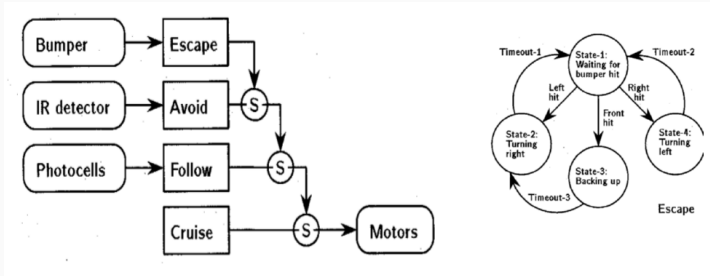 Bumper
Escape
IR detector
Avoid
S
Photocells
Follow
S
Cruise
S
Motors
Timeout-1
State-1:
Waiting for
bumper hit
Timeout-2
Left
hit
Right
hit
Front
hit
State-2:
Turning
right
State-4:
Turning
left
State-3:
Backing up
Timeout-3
Escape